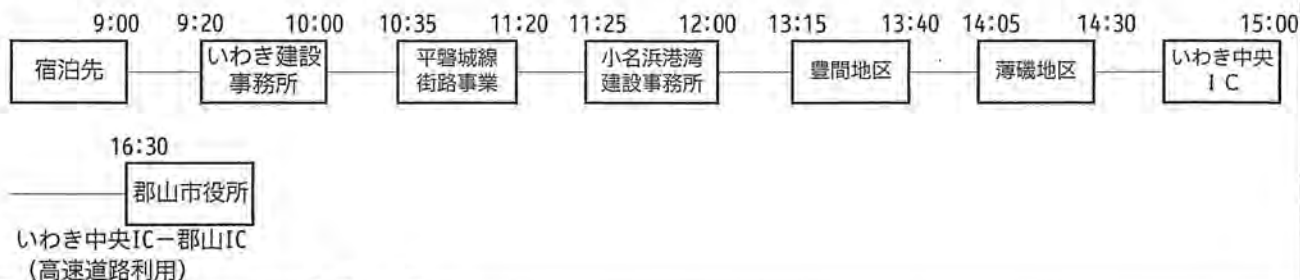 9:00 9:20 10:00 10:35 11:20 11:25 12:00 13:15 13:40 14:05 14:30 15:00
宿泊先
いわき建設
事務所
平磐城線
街路事業
小名浜港湾
建設事務所
豊間地区
薄磯地区
いわき中央
IC
16:30
郡山市役所
いわき中央IC－郡山IC
(高速道路利用)